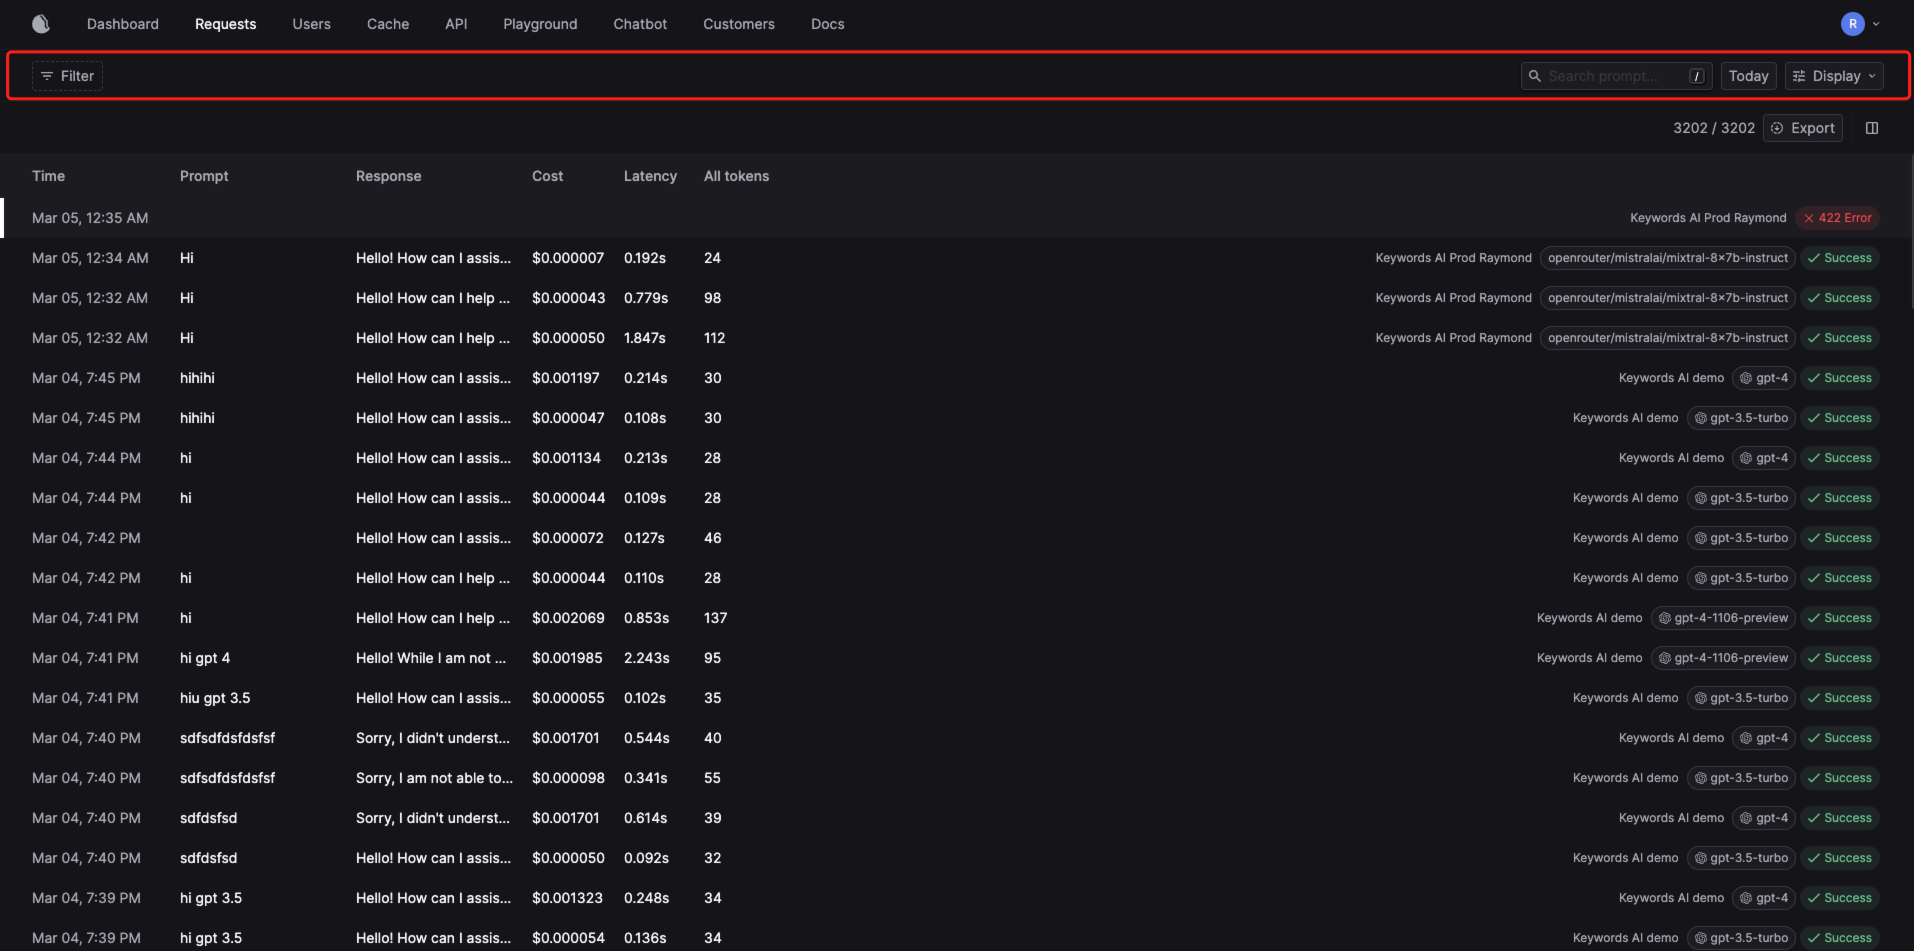 Dashboard Requests Users Cache API Playground Chatbot Customers Docs R
Filter Search prompt... / Today Display
3202 / 3202 Export
Time Prompt Response Cost Latency All tokens
Mar 05, 12:35 AM Keywords AI Prod Raymond 422 Error
Mar 05, 12:34 AM Hi Hello! How can I assis... $0.000007 0.192s 24 Keywords AI Prod Raymond openrouter/mistralai/mixtral-8x7b-instruct Success
Mar 05, 12:32 AM Hi Hello! How can I help ... $0.000043 0.779s 98 Keywords AI Prod Raymond openrouter/mistralai/mixtral-8x7b-instruct Success
Mar 05, 12:32 AM Hi Hello! How can I help ... $0.000050 1.847s 112 Keywords AI Prod Raymond openrouter/mistralai/mixtral-8x7b-instruct Success
Mar 04, 7:45 PM hihihi Hello! How can I assis... $0.001197 0.214s 30 Keywords AI demo gpt-4 Success
Mar 04, 7:45 PM hihihi Hello! How can I assis... $0.000047 0.108s 30 Keywords AI demo gpt-3.5-turbo Success
Mar 04, 7:44 PM hi Hello! How can I assis... $0.001134 0.213s 28 Keywords AI demo gpt-4 Success
Mar 04, 7:44 PM hi Hello! How can I assis... $0.000044 0.109s 28 Keywords AI demo gpt-3.5-turbo Success
Mar 04, 7:42 PM Hello! How can I assis... $0.000072 0.127s 46 Keywords AI demo gpt-3.5-turbo Success
Mar 04, 7:42 PM hi Hello! How can I help ... $0.000044 0.110s 28 Keywords AI demo gpt-3.5-turbo Success
Mar 04, 7:41 PM hi Hello! How can I help ... $0.002069 0.853s 137 Keywords AI demo gpt-4-1106-preview Success
Mar 04, 7:41 PM hi gpt 4 Hello! While I am not ... $0.001985 2.243s 95 Keywords AI demo gpt-4-1106-preview Success
Mar 04, 7:41 PM hiu gpt 3.5 Hello! How can I assis... $0.000055 0.102s 35 Keywords AI demo gpt-3.5-turbo Success
Mar 04, 7:40 PM sdfsdfdsfdsfsf Sorry, I didn't underst... $0.001701 0.544s 40 Keywords AI demo gpt-4 Success
Mar 04, 7:40 PM sdfsdfdsfdsfsf Sorry, I am not able to... $0.000098 0.341s 55 Keywords AI demo gpt-3.5-turbo Success
Mar 04, 7:40 PM sdfdsfsd Sorry, I didn't underst... $0.001701 0.614s 39 Keywords AI demo gpt-4 Success
Mar 04, 7:40 PM sdfdsfsd Hello! How can I assis... $0.000050 0.092s 32 Keywords AI demo gpt-3.5-turbo Success
Mar 04, 7:39 PM hi gpt 3.5 Hello! How can I assis... $0.001323 0.248s 34 Keywords AI demo gpt-4 Success
Mar 04, 7:39 PM hi gpt 3.5 Hello! How can I assis... $0.000054 0.136s 34 Keywords AI demo gpt-3.5-turbo Success